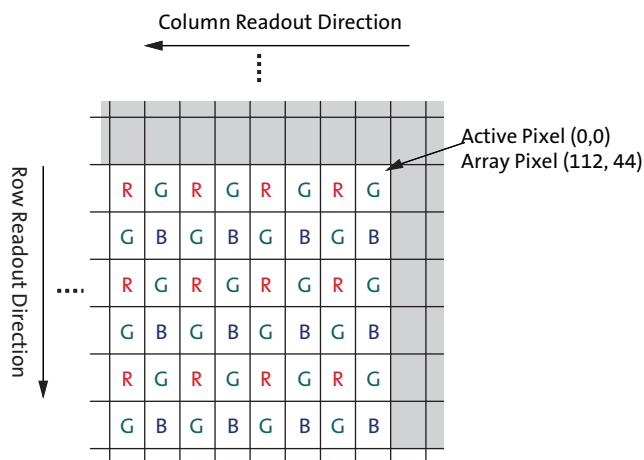 Column Readout Direction
Active Pixel (0,0)
Array Pixel (112, 44)
Row Readout Direction
R G R G R G R G
G B G B G B G B
R G R G R G R G
G B G B G B G B
R G R G R G R G
G B G B G B G B